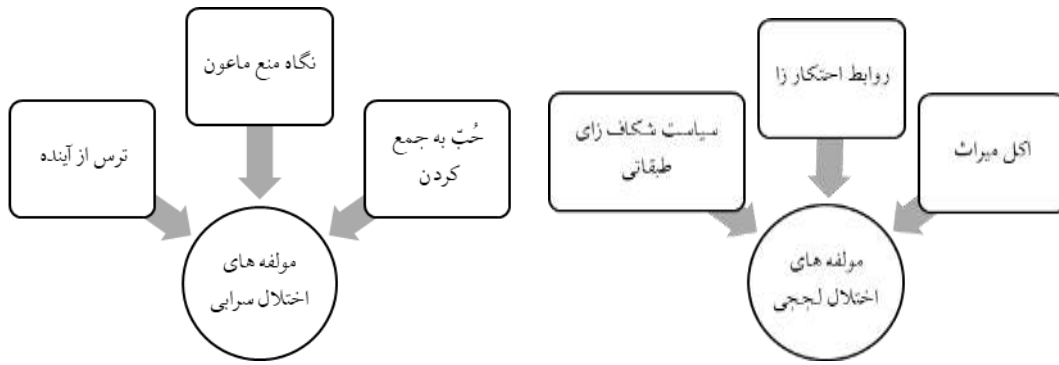 روابط احتکار زا
اکل میراث
سیاست شکاف زای
طبقاتی
مولفه های
اختلال لججی
نگاه منع ماعون
حُبّ به جمع
کردن
ترس از آینده
مولفه های
اختلال سرابی